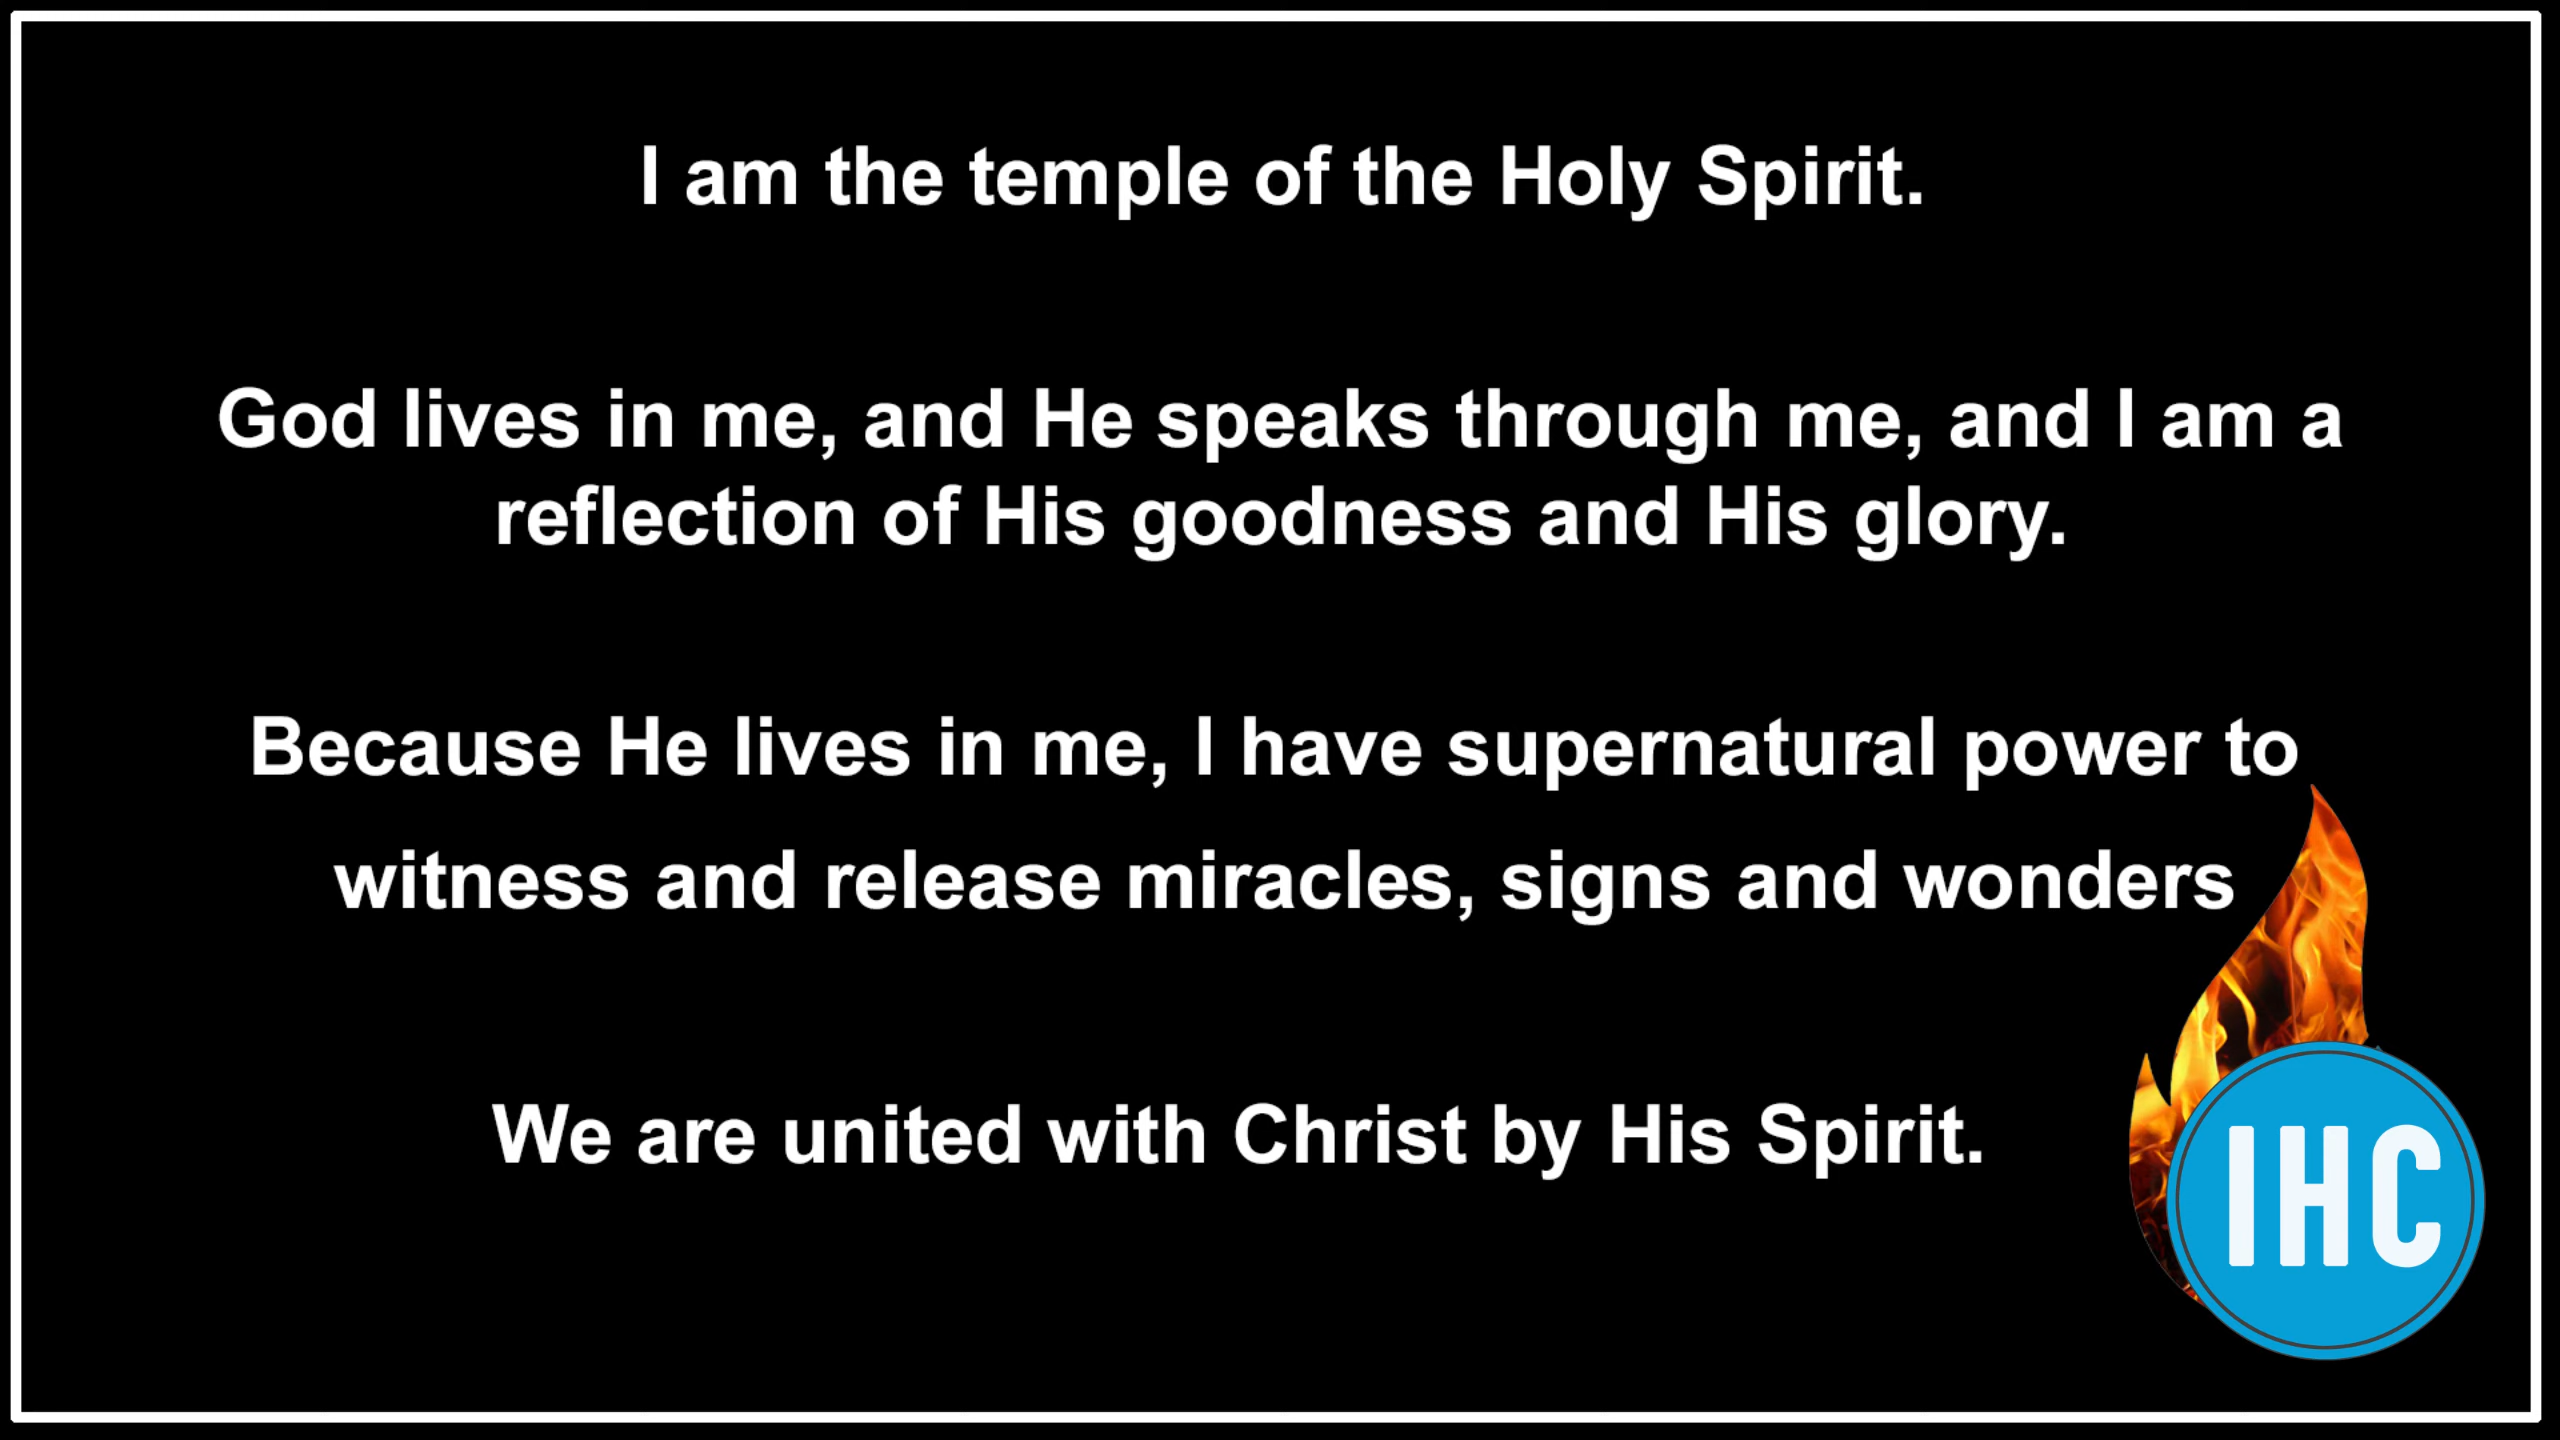 I am the temple of the Holy Spirit.
God lives in me, and He speaks through me, and I am a
reflection of His goodness and His glory.
Because He lives in me, I have supernatural power to
witness and release miracles, signs and wonders
We are united with Christ by His Spirit.
IHC